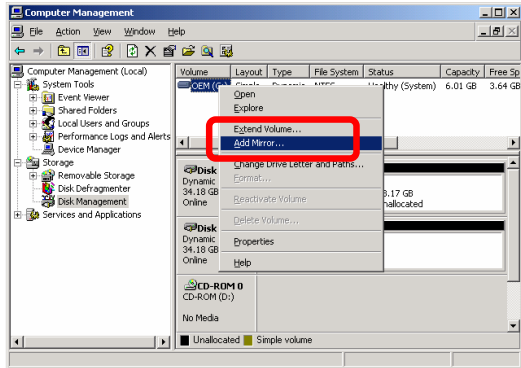 Computer Management
File Action View Window Help
Computer Management (Local)
System Tools
Event Viewer
Shared Folders
Local Users and Groups
Performance Logs and Alerts
Device Manager
Storage
Removable Storage
Disk Defragmenter
Disk Management
Services and Applications
Volume Layout Type File System Status Capacity Free Sp
OEM (C:) Simple Dynamic NTFS Healthy (System) 6.01 GB 3.64 GB
Open
Explore
Extend Volume...
Add Mirror...
Change Drive Letter and Paths...
Format...
Reactivate Volume
Delete Volume...
Properties
Help
Disk
Dynamic
34.18 GB
Online
8.17 GB
nallocated
Disk
Dynamic
34.18 GB
Online
CD-ROM 0
CD-ROM (D:)
No Media
Unallocated Simple volume